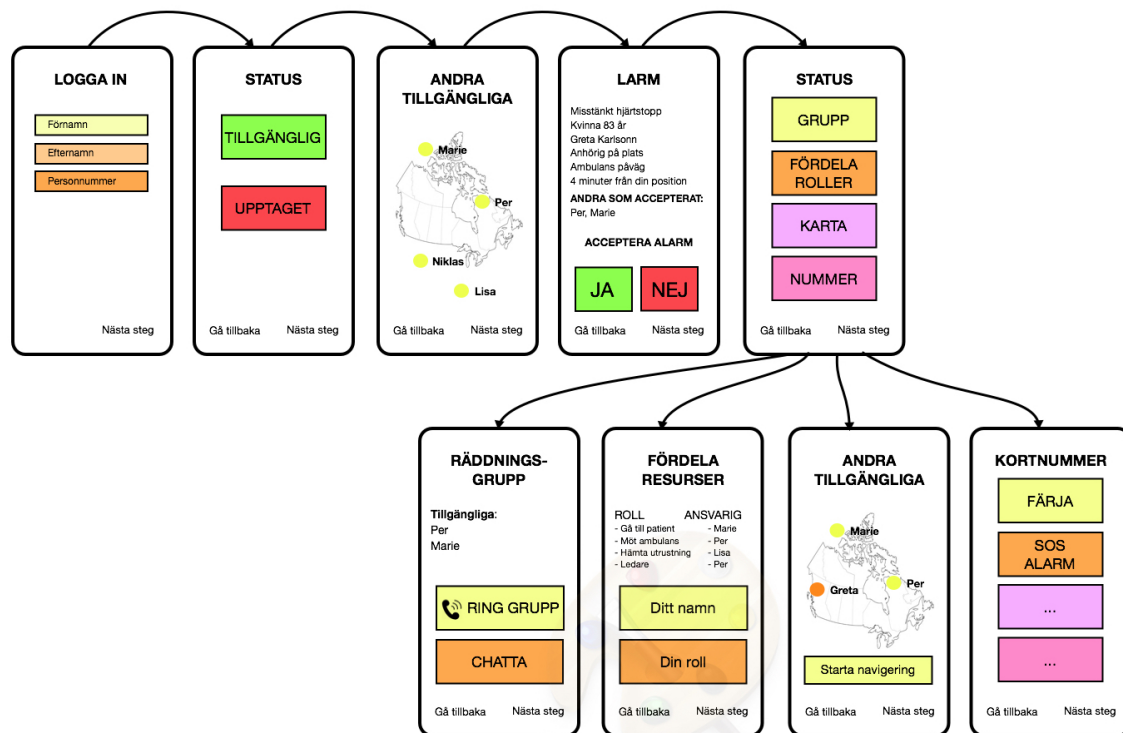 LOGGA IN
Förnamn
Efternamn
Personnummer
Nästa steg
STATUS
TILLGÄNGLIG
UPPTAGET
Gå tillbaka
Nästa steg
ANDRA
TILLGÄNGLIGA
Marie
Per
Niklas
Lisa
Gå tillbaka
Nästa steg
LARM
Misstänkt hjärtstopp
Kvinna 83 år
Greta Karlsonn
Anhörig på plats
Ambulans påväg
4 minuter från din position
ANDRA SOM ACCEPTERAT:
Per, Marie
ACCEPTERA ALARM
JA
NEJ
Gå tillbaka
Nästa steg
STATUS
GRUPP
FÖRDELA
ROLLER
KARTA
NUMMER
Gå tillbaka
Nästa steg
RÄDDNINGS-
GRUPP
Tillgängliga:
Per
Marie
RING GRUPP
CHATTA
Gå tillbaka
Nästa steg
FÖRDELA
RESURSER
ROLL ANSVARIG
- Gå till patient - Marie
- Möt ambulans - Per
- Hämta utrustning - Lisa
- Ledare - Per
Ditt namn
Din roll
Gå tillbaka
Nästa steg
ANDRA
TILLGÄNGLIGA
Marie
Greta
Per
Starta navigering
Gå tillbaka
Nästa steg
KORTNUMMER
FÄRJA
SOS
ALARM
...
...
Gå tillbaka
Nästa steg